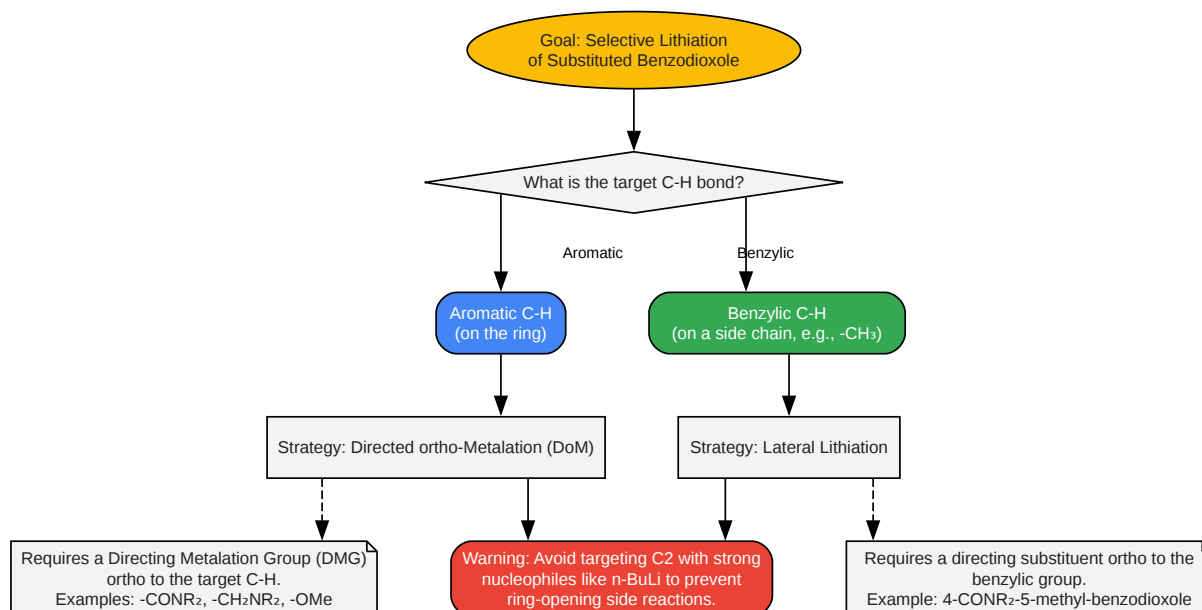 Goal: Selective Lithiation
of Substituted Benzodioxole
What is the target C-H bond?
Aromatic
Benzylic
Aromatic C-H
(on the ring)
Benzylic C-H
(on a side chain, e.g., -CH₃)
Strategy: Directed ortho-Metalation (DoM)
Strategy: Lateral Lithiation
Requires a Directing Metalation Group (DMG)
ortho to the target C-H.
Examples: -CONR₂, -CH₂NR₂, -OMe
Warning: Avoid targeting C2 with strong
nucleophiles like n-BuLi to prevent
ring-opening side reactions.
Requires a directing substituent ortho to the
benzylic group.
Example: 4-CONR₂-5-methyl-benzodioxole